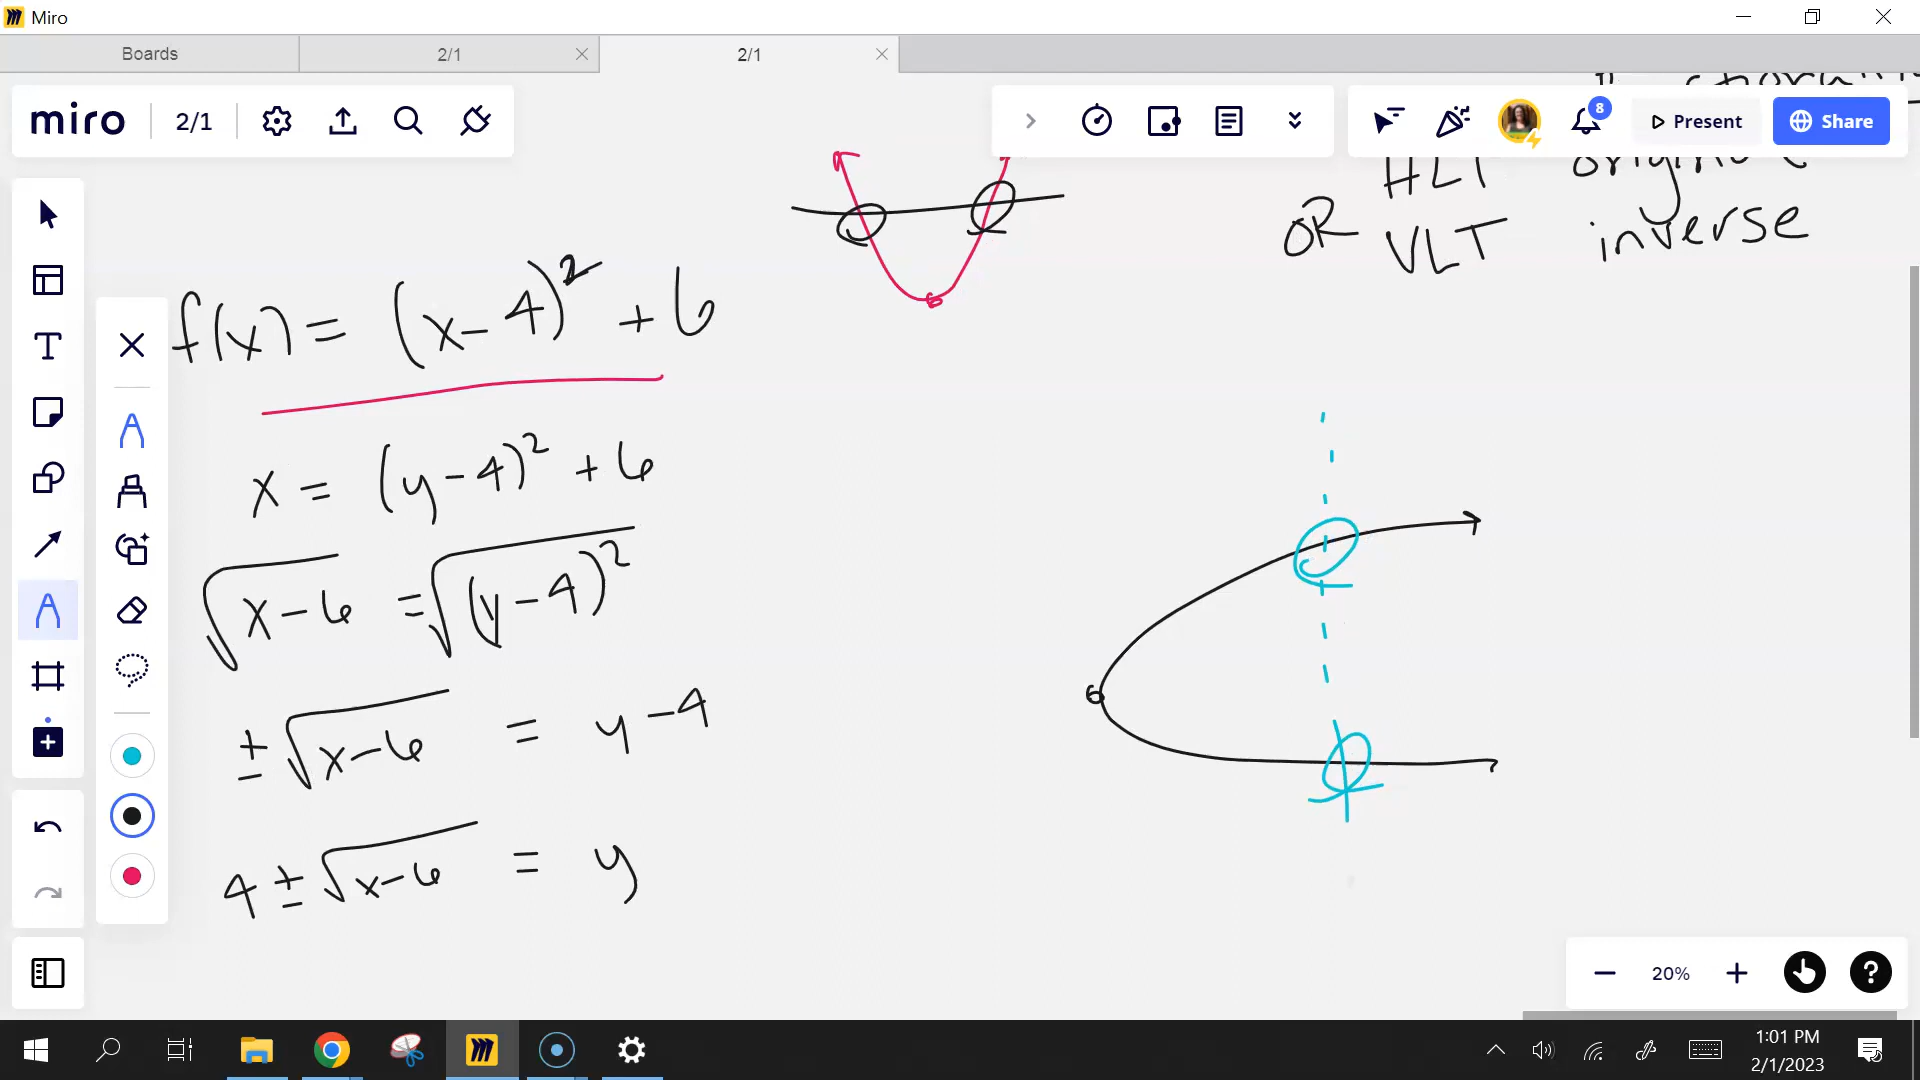 Miro
Boards
2/1
2/1
miro
2/1
8
Present
Share
HLT
OR VLT inverse
f(x) = (x-4)² + 6
x = (y-4)² + 6
√x-6 = √(y-4)²
± √x-6 = y-4
4 ± √x-6 = y
20%
1:01 PM
2/1/2023